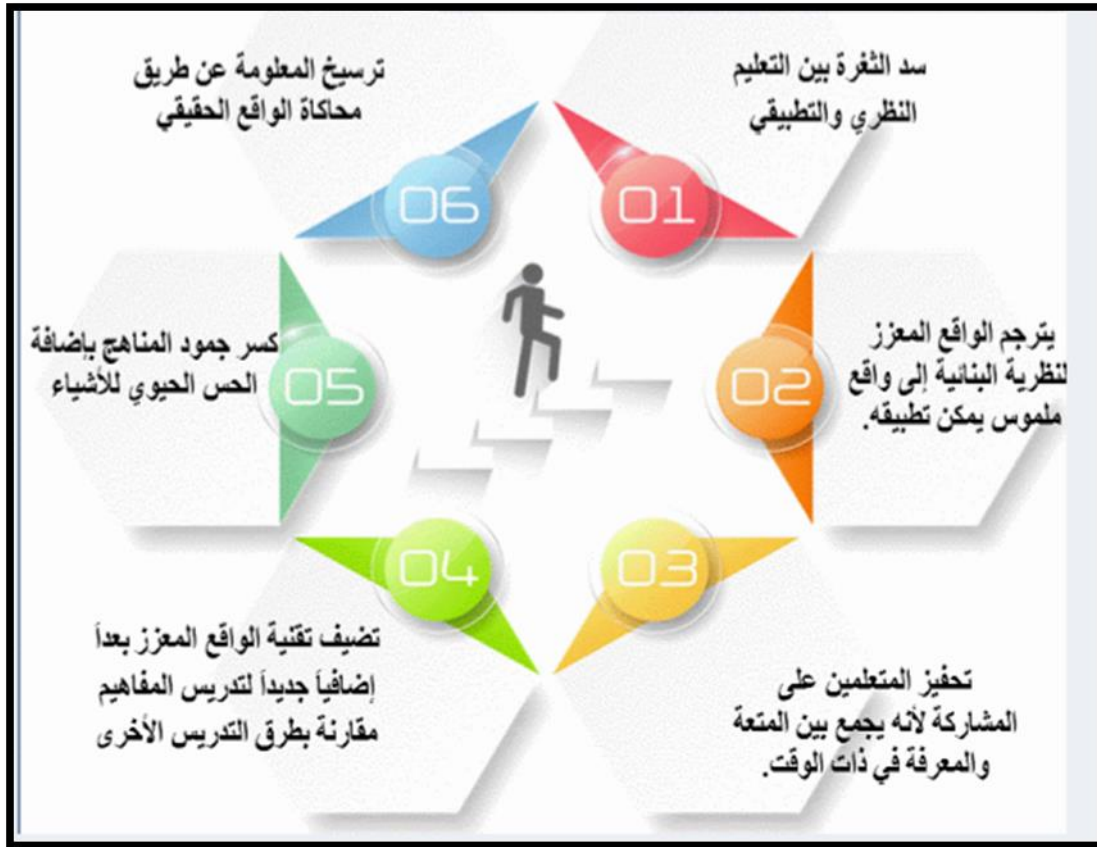 01
سد الثغرة بين التعليم
النظري والتطبيقي
02
يترجم الواقع المعزز
لنظرية البنائية إلى واقع
ملموس يمكن تطبيقه.
03
تحفيز المتعلمين على
المشاركة لأنه يجمع بين المتعة
والمعرفة في ذات الوقت.
04
تضيف تقنية الواقع المعزز بعداً
إضافياً جديداً لتدريس المفاهيم
مقارنة بطرق التدريس الأخرى
05
كسر جمود المناهج بإضافة
الحس الحيوي للأشياء
06
ترسيخ المعلومة عن طريق
محاكاة الواقع الحقيقي